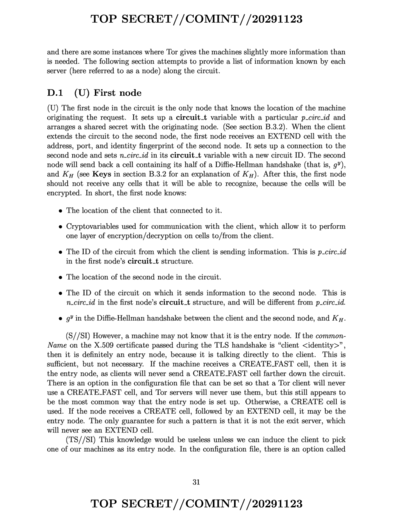 TOP SECRET//COMINT//20291123
and there are some instances where Tor gives the machines slightly more information than
is needed. The following section attempts to provide a list of information known by each
server (here referred to as a node) along the circuit.
D.1 (U) First node
(U) The first node in the circuit is the only node that knows the location of the machine
originating the request. It sets up a circuit_t variable with a particular p_circ_id and
arranges a shared secret with the originating node. (See section B.3.2). When the client
extends the circuit to the second node, the first node receives an EXTEND cell with the
address, port, and identity fingerprint of the second node. It sets up a connection to the
second node and sets n_circ_id in its circuit_t variable with a new circuit ID. The second
node will send back a cell containing its half of a Diffie-Hellman handshake (that is, g^y),
and K_H (see Keys in section B.3.2 for an explanation of K_H). After this, the first node
should not receive any cells that it will be able to recognize, because the cells will be
encrypted. In short, the first node knows:
• The location of the client that connected to it.
• Cryptovariables used for communication with the client, which allow it to perform
one layer of encryption/decryption on cells to/from the client.
• The ID of the circuit from which the client is sending information. This is p_circ_id
in the first node's circuit_t structure.
• The location of the second node in the circuit.
• The ID of the circuit on which it sends information to the second node. This is
n_circ_id in the first node's circuit_t structure, and will be different from p_circ_id.
• g^y in the Diffie-Hellman handshake between the client and the second node, and K_H.
(S//SI) However, a machine may not know that it is the entry node. If the common-
Name on the X.509 certificate passed during the TLS handshake is "client <identity>",
then it is definitely an entry node, because it is talking directly to the client. This is
sufficient, but not necessary. If the machine receives a CREATE_FAST cell, then it is
the entry node, as clients will never send a CREATE_FAST cell farther down the circuit.
There is an option in the configuration file that can be set so that a Tor client will never
use a CREATE_FAST cell, and Tor servers will never use them, but this still appears to
be the most common way that the entry node is set up. Otherwise, a CREATE cell is
used. If the node receives a CREATE cell, followed by an EXTEND cell, it may be the
entry node. The only guarantee for such a pattern is that it is not the exit server, which
will never see an EXTEND cell.
(TS//SI) This knowledge would be useless unless we can induce the client to pick
one of our machines as its entry node. In the configuration file, there is an option called
31
TOP SECRET//COMINT//20291123